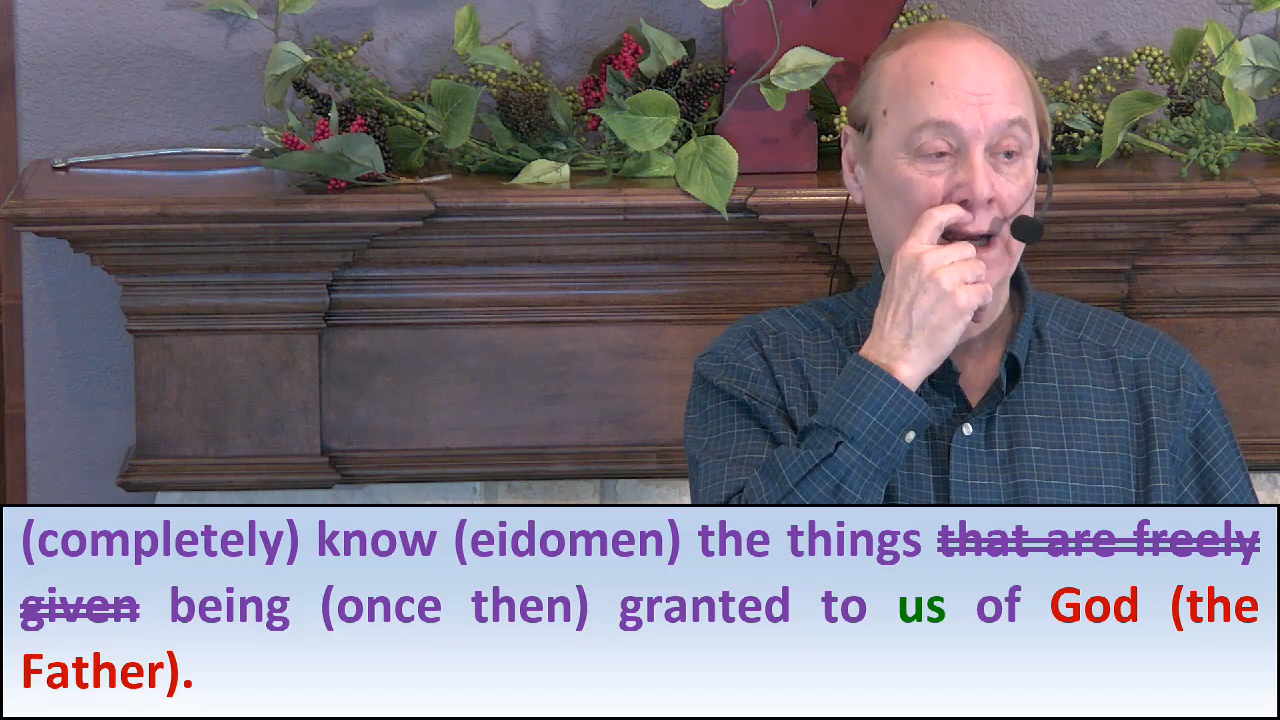 (completely) know (eidomen) the things that are freely
given being (once then) granted to us of God (the
Father).